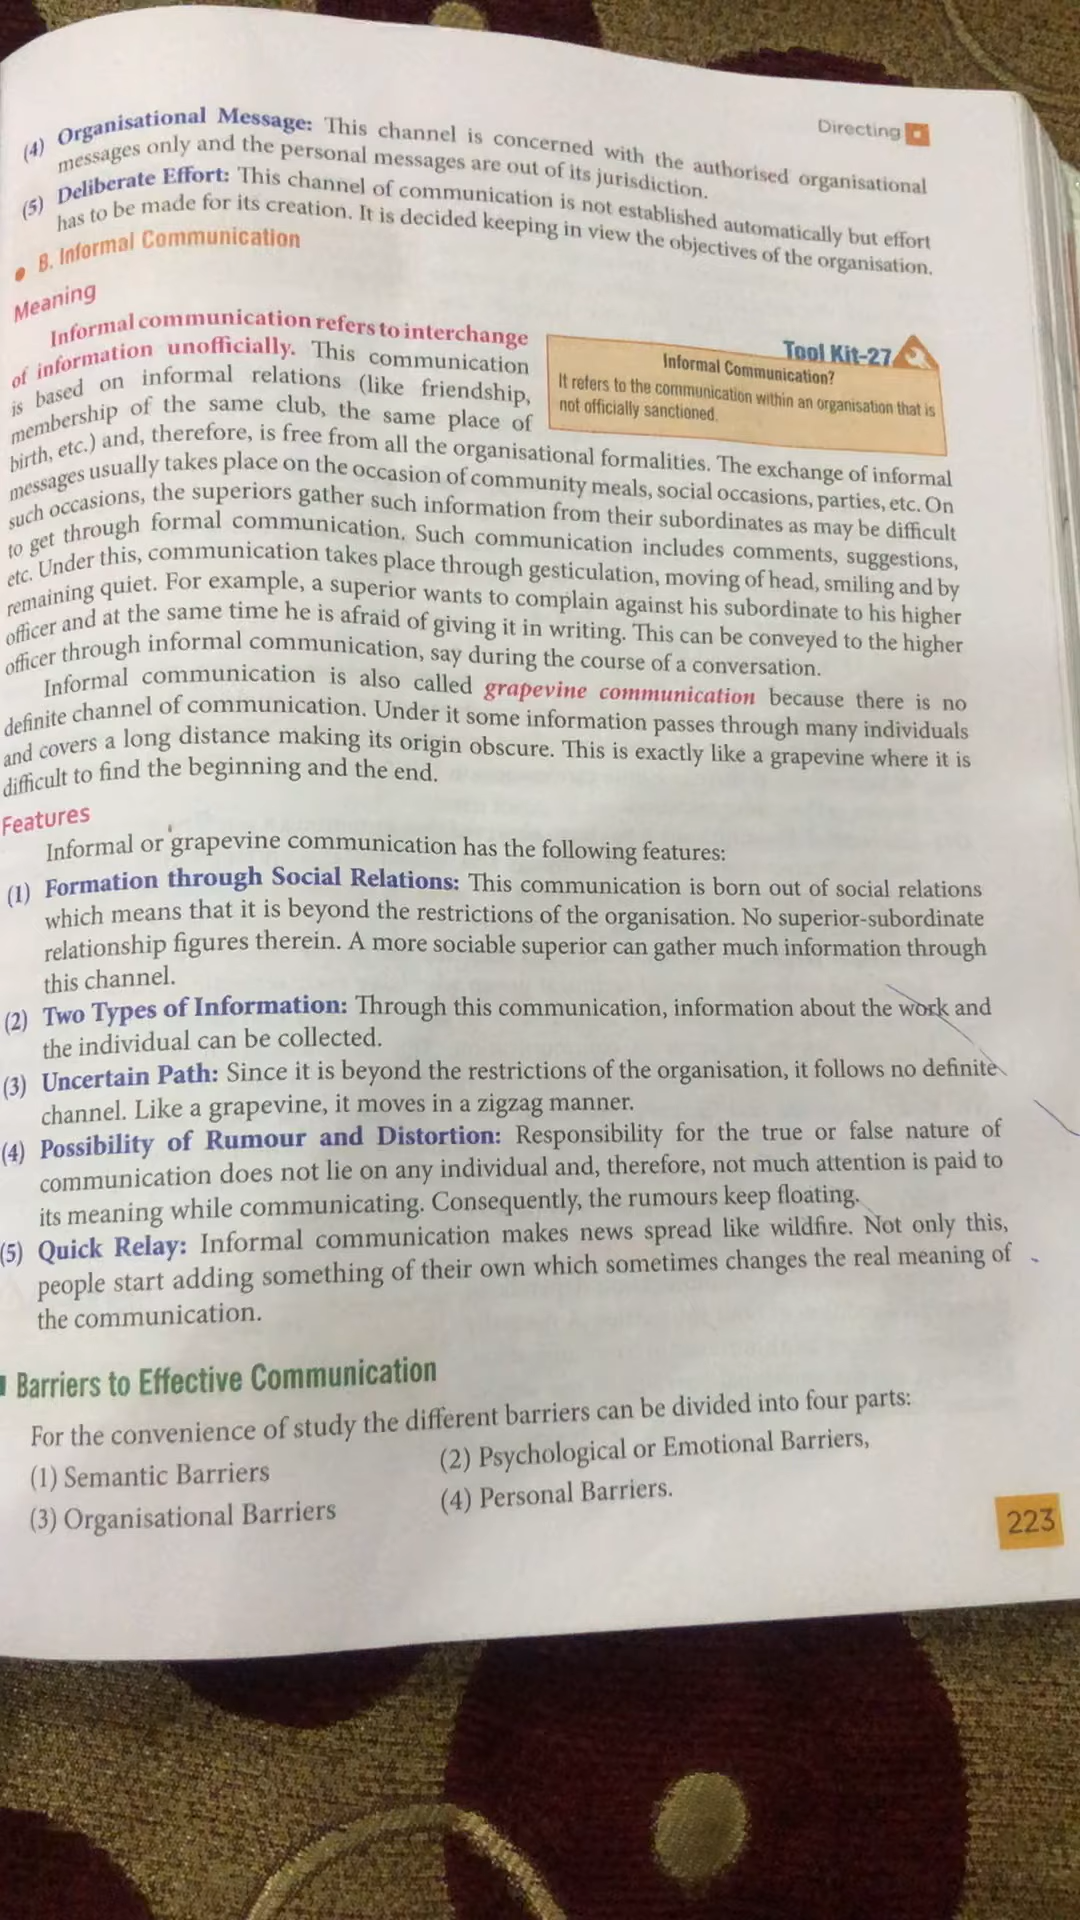 Directing
(4) Organisational Message: This channel is concerned with the authorised organisational
messages only and the personal messages are out of its jurisdiction.
(5) Deliberate Effort: This channel of communication is not established automatically but effort
has to be made for its creation. It is decided keeping in view the objectives of the organisation.
• B. Informal Communication
Meaning
Informal communication refers to interchange
of information unofficially. This communication
is based on informal relations (like friendship,
membership of the same club, the same place of
birth, etc.) and, therefore, is free from all the organisational formalities. The exchange of informal
messages usually takes place on the occasion of community meals, social occasions, parties, etc. On
such occasions, the superiors gather such information from their subordinates as may be difficult
to get through formal communication. Such communication includes comments, suggestions,
etc. Under this, communication takes place through gesticulation, moving of head, smiling and by
remaining quiet. For example, a superior wants to complain against his subordinate to his higher
officer and at the same time he is afraid of giving it in writing. This can be conveyed to the higher
officer through informal communication, say during the course of a conversation.
Tool Kit-27
Informal Communication?
It refers to the communication within an organisation that is
not officially sanctioned.
Informal communication is also called grapevine communication because there is no
definite channel of communication. Under it some information passes through many individuals
and covers a long distance making its origin obscure. This is exactly like a grapevine where it is
difficult to find the beginning and the end.
Features
Informal or grapevine communication has the following features:
(1) Formation through Social Relations: This communication is born out of social relations
which means that it is beyond the restrictions of the organisation. No superior-subordinate
relationship figures therein. A more sociable superior can gather much information through
this channel.
(2) Two Types of Information: Through this communication, information about the work and
the individual can be collected.
(3) Uncertain Path: Since it is beyond the restrictions of the organisation, it follows no definite
channel. Like a grapevine, it moves in a zigzag manner.
(4) Possibility of Rumour and Distortion: Responsibility for the true or false nature of
communication does not lie on any individual and, therefore, not much attention is paid to
its meaning while communicating. Consequently, the rumours keep floating.
(5) Quick Relay: Informal communication makes news spread like wildfire. Not only this,
people start adding something of their own which sometimes changes the real meaning of
the communication.
Barriers to Effective Communication
For the convenience of study the different barriers can be divided into four parts:
(1) Semantic Barriers
(2) Psychological or Emotional Barriers,
(3) Organisational Barriers
(4) Personal Barriers.
223